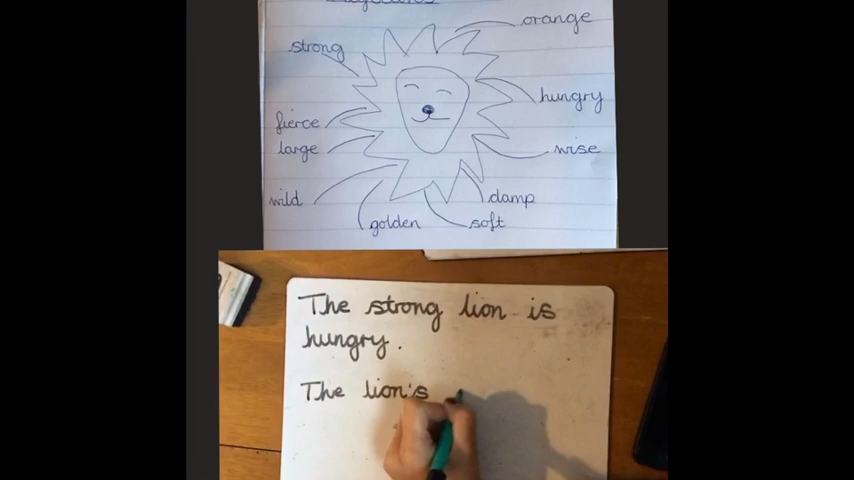 orange
strong
hungry
fierce
large
wise
wild
damp
golden
soft
The strong lion is
hungry.
The lion's